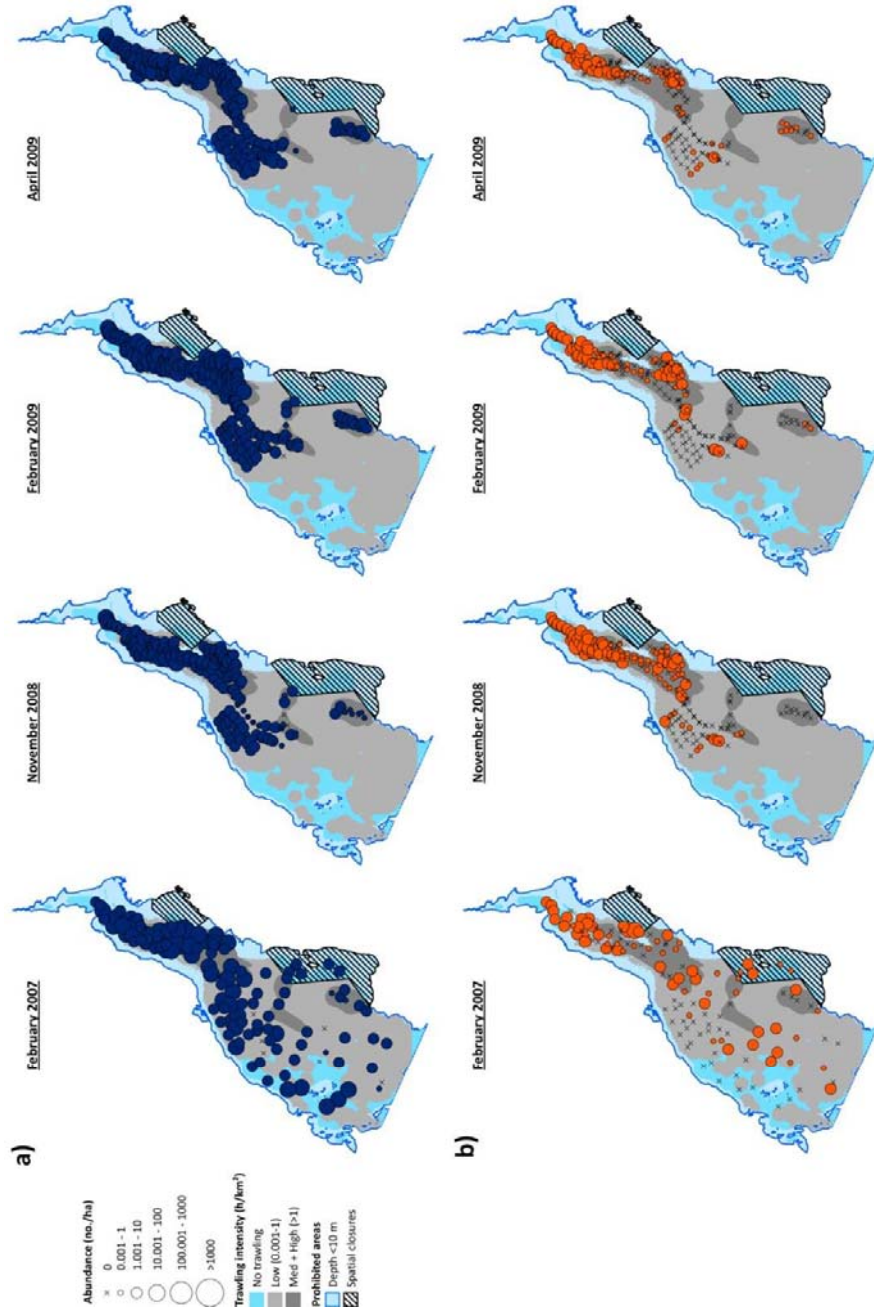 a)
February 2007
November 2008
February 2009
April 2009
b)
February 2007
November 2008
February 2009
April 2009
Abundance (no./ha)
0
0.001 - 1
1.001 - 10
10.001 - 100
100.001 - 1000
>1000
Trawling intensity (h/km²)
No trawling
Low (0.001-1)
Med + High (>1)
Prohibited areas
Depth <10 m
Spatial closures